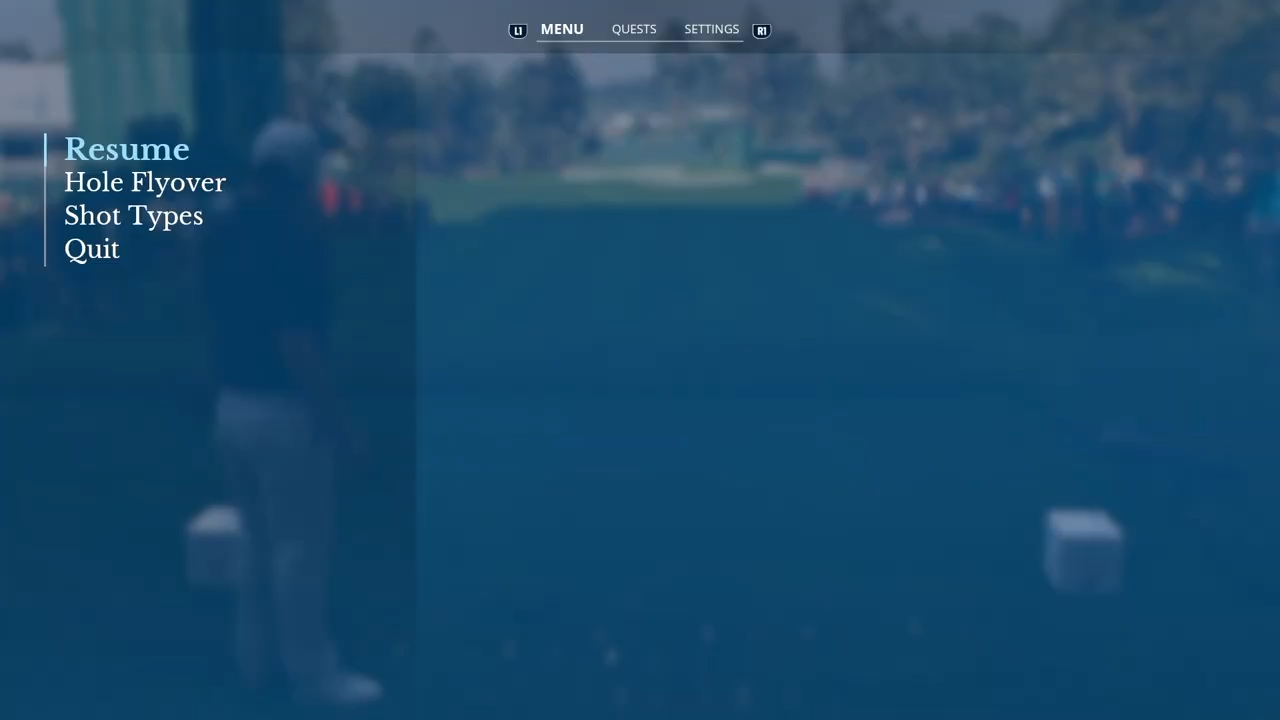 L1 MENU QUESTS SETTINGS R1
Resume
Hole Flyover
Shot Types
Quit